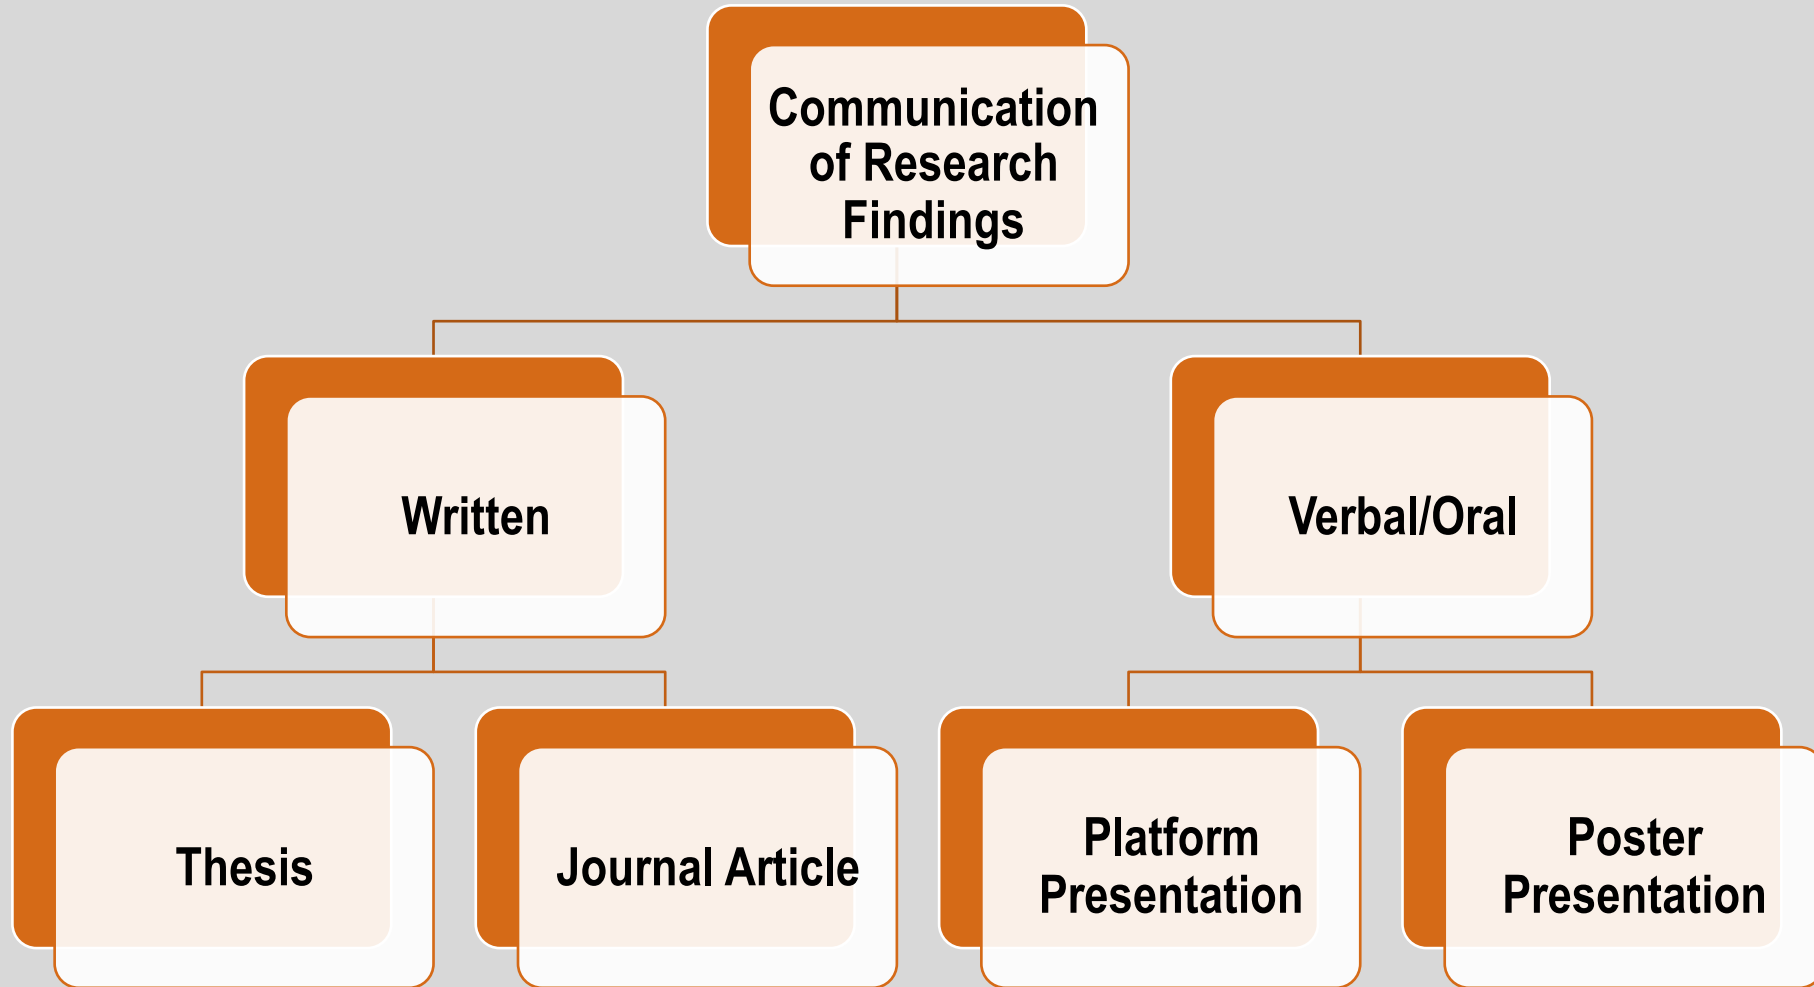 Communication
of Research
Findings
Written
Verbal/Oral
Thesis
Journal Article
Platform
Presentation
Poster
Presentation